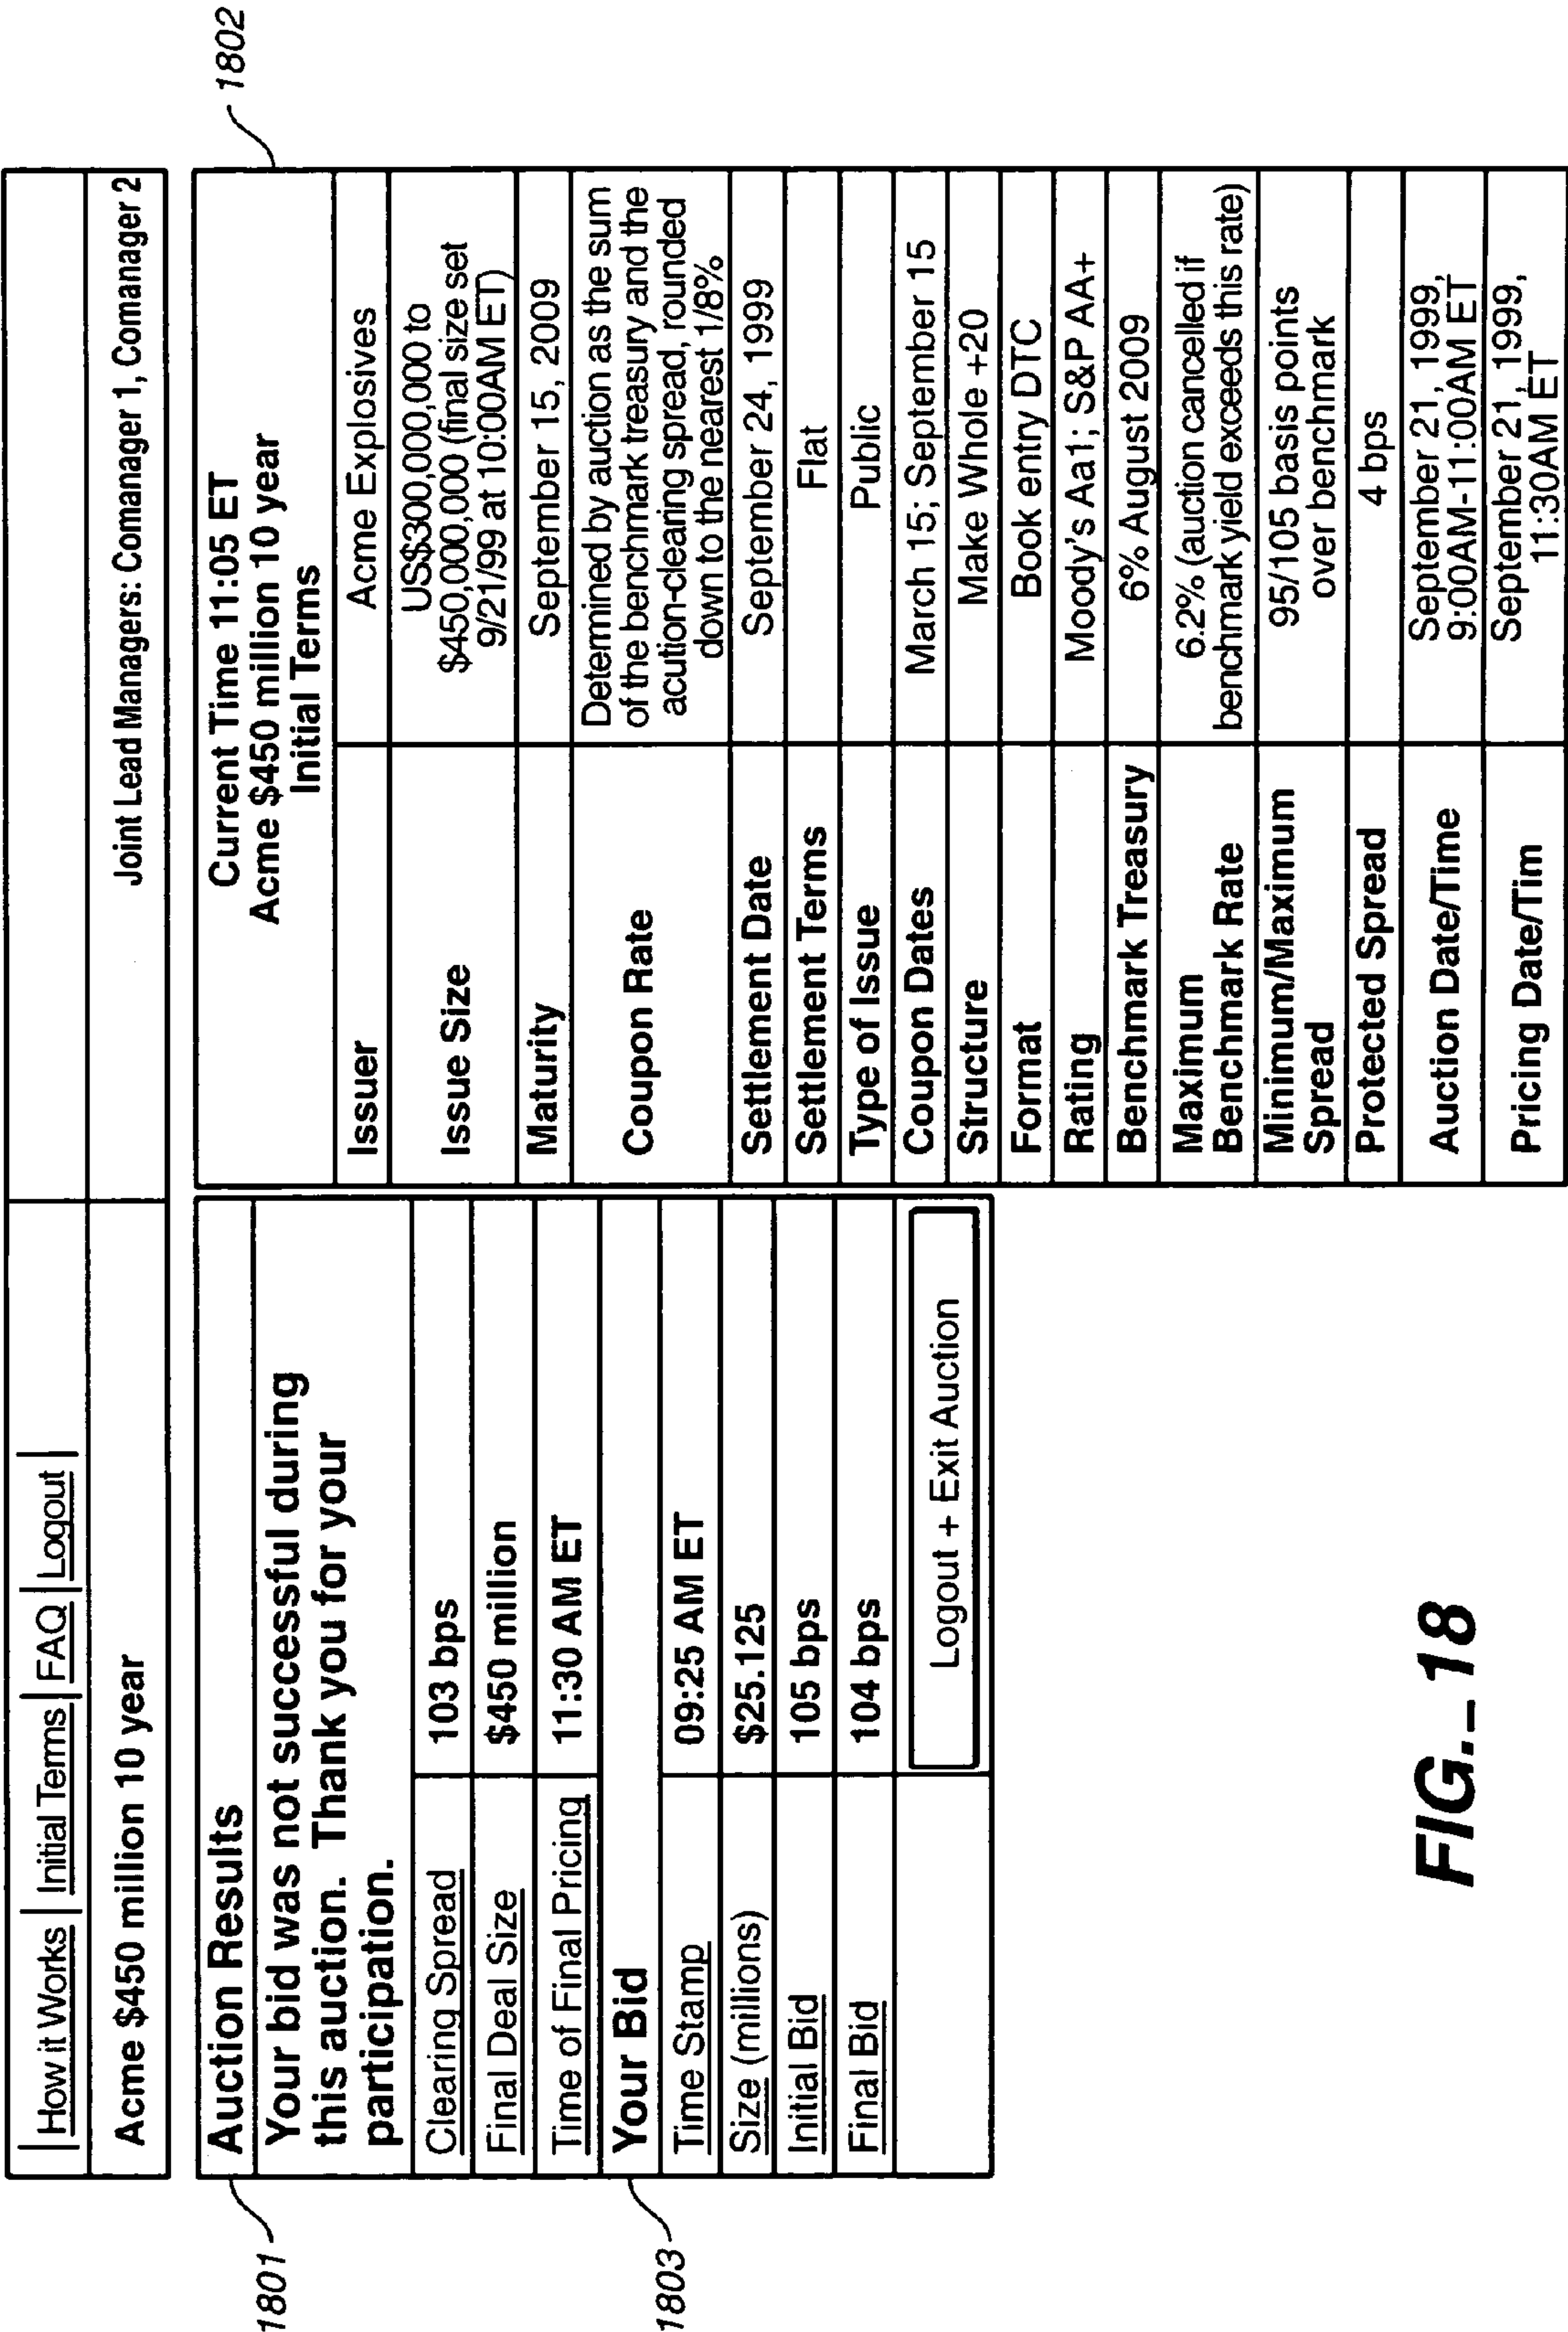 | How it Works | Initial Terms | FAQ | Logout |
Acme $450 million 10 year
Joint Lead Managers: Comanager 1, Comanager 2
1801
Auction Results
Your bid was not successful during
this auction. Thank you for your
participation.
Clearing Spread 103 bps
Final Deal Size $450 million
Time of Final Pricing 11:30 AM ET
1803
Your Bid
Time Stamp 09:25 AM ET
Size (millions) $25.125
Initial Bid 105 bps
Final Bid 104 bps
Logout + Exit Auction
1802
Current Time 11:05 ET
Acme $450 million 10 year
Initial Terms
Issuer Acme Explosives
Issue Size US$300,000,000 to
$450,000,000 (final size set
9/21/99 at 10:00AM ET)
Maturity September 15, 2009
Coupon Rate Determined by auction as the sum
of the benchmark treasury and the
acution-clearing spread, rounded
down to the nearest 1/8%
Settlement Date September 24, 1999
Settlement Terms Flat
Type of Issue Public
Coupon Dates March 15; September 15
Structure Make Whole +20
Format Book entry DTC
Rating Moody's Aa1; S&P AA+
Benchmark Treasury 6% August 2009
Maximum 6.2% (auction cancelled if
Benchmark Rate benchmark yield exceeds this rate)
Minimum/Maximum 95/105 basis points
Spread over benchmark
Protected Spread 4 bps
Auction Date/Time September 21, 1999,
9:00AM-11:00AM ET
Pricing Date/Tim September 21, 1999,
11:30AM ET
FIG._18